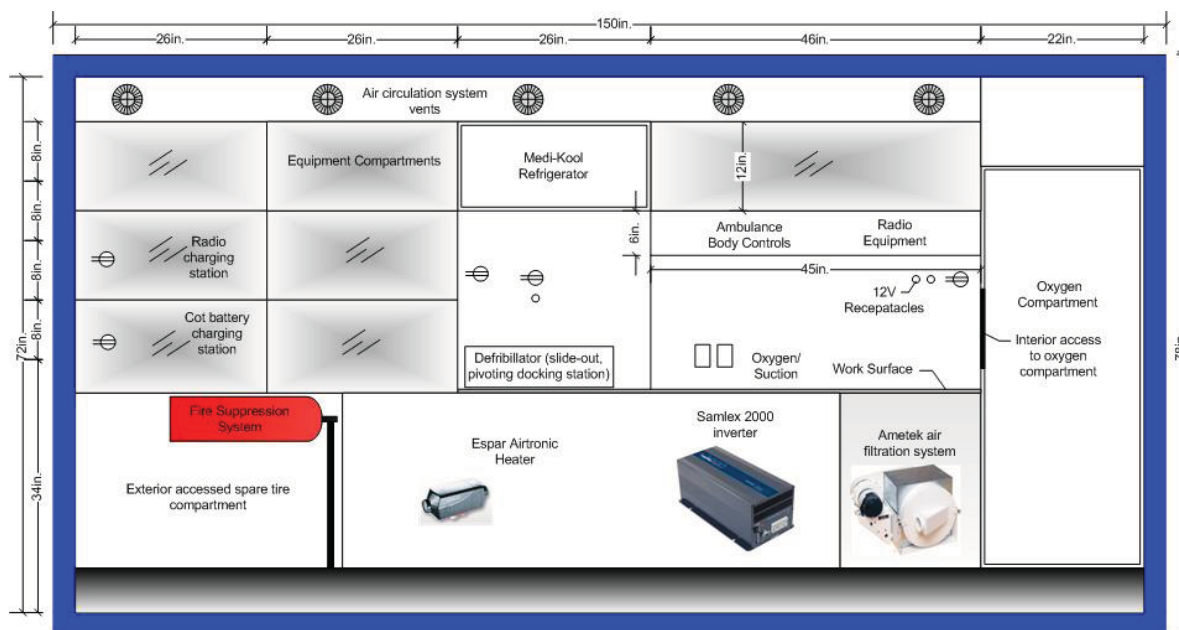 150in.
26in.
26in.
26in.
46in.
22in.
Air circulation system
vents
8in.
8in.
8in.
8in.
72in.
34in.
78in.
Equipment Compartments
Medi-Kool
Refrigerator
12in.
6in.
Ambulance
Body Controls
Radio
Equipment
45in.
Radio
charging
station
12V
Recepatacles
Oxygen
Compartment
Cot battery
charging
station
Interior access
to oxygen
compartment
Defribillator (slide-out,
pivoting docking station)
Oxygen/
Suction
Work Surface
Fire Suppression
System
Espar Airtronic
Heater
Samlex 2000
inverter
Ametek air
filtration system
Exterior accessed spare tire
compartment